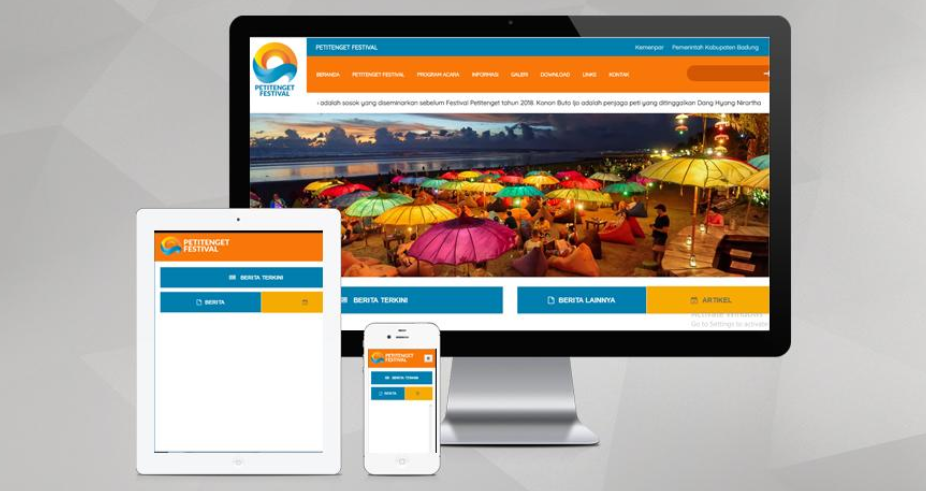 PETITENGET FESTIVAL
Kemenpar Pemerintah Kabupaten Badung
PETITENGET
FESTIVAL
BERANDA PETITENGET FESTIVAL PROGRAM ACARA INFORMASI GALERI DOWNLOAD LINKS KONTAK
adalah sosok yang diseminarkan sebelum Festival Petitenget tahun 2018. Konon Buto Ijo adalah penjaga peti yang ditinggalkan Dang Hyang Nirartha
BERITA TERKINI
BERITA LAINNYA
ARTIKEL
Go to Settings to activate
PETITENGET
FESTIVAL
BERITA TERKINI
BERITA
PETITENGET
FESTIVAL
BERITA TERKINI
BERITA